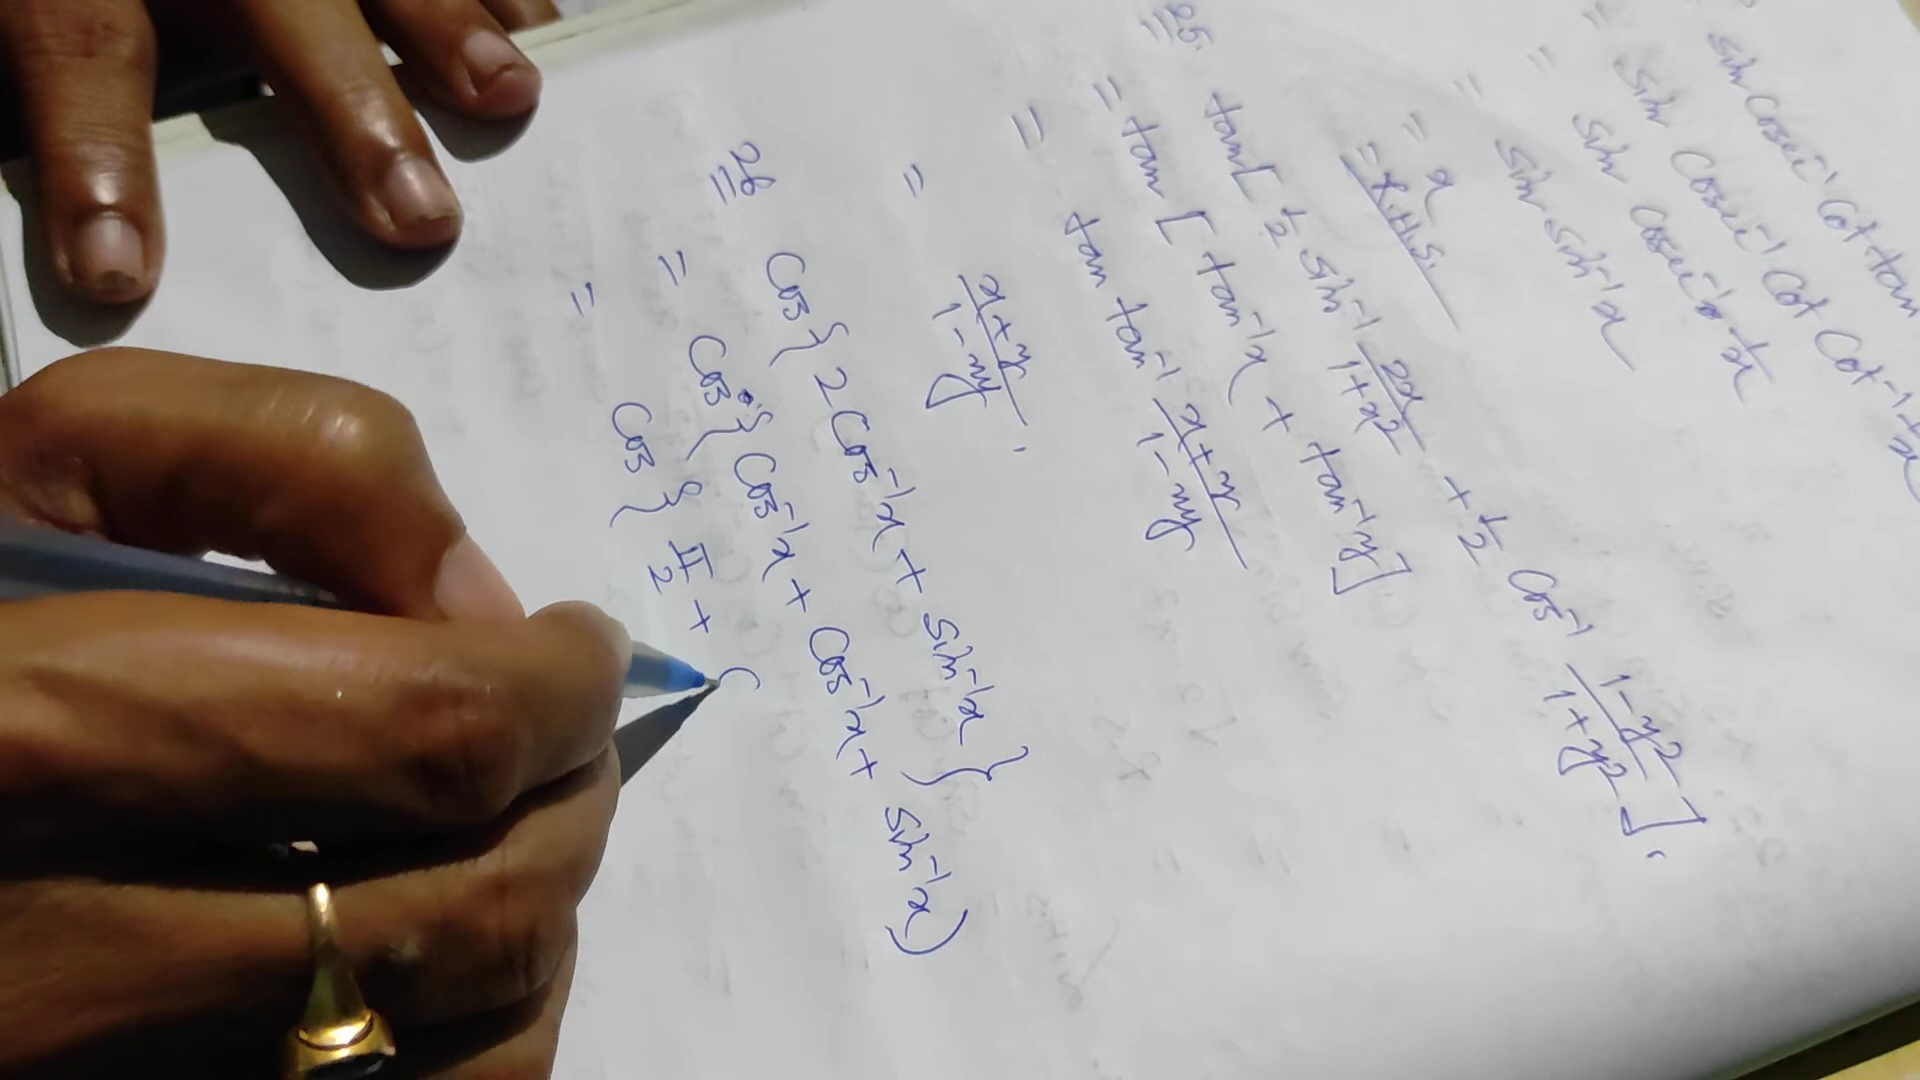 sin cosec⁻¹ cot tan
= sin cosec⁻¹ cot cot⁻¹ 1/x
= sin cosec⁻¹ 1/x
= sin sin⁻¹x
= x
= R.H.S.
25. tan[ 1/2 sin⁻¹ 2x/(1+x²) + 1/2 cos⁻¹ (1-y²)/(1+y²) ].
= tan [ tan⁻¹x + tan⁻¹y ]
= tan tan⁻¹ (x+y)/(1-xy)
= (x+y)/(1-xy).
26 cos{ 2cos⁻¹x + sin⁻¹x }
= cos{ cos⁻¹x + cos⁻¹x + sin⁻¹x)
= cos{ π/2 + c